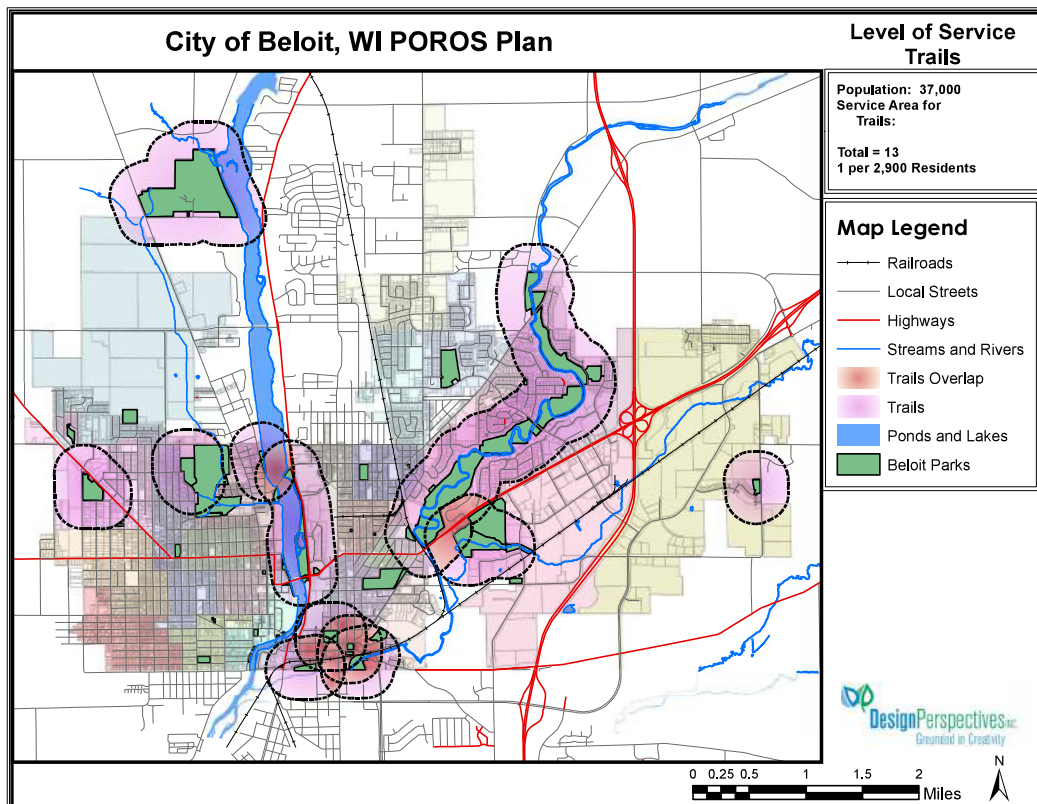 City of Beloit, WI POROS Plan
Level of Service
Trails
Population: 37,000
Service Area for
Trails:
Total = 13
1 per 2,900 Residents
Map Legend
Railroads
Local Streets
Highways
Streams and Rivers
Trails Overlap
Trails
Ponds and Lakes
Beloit Parks
DesignPerspectives INC.
Grounded in Creativity
N
0 0.25 0.5 1 1.5 2
Miles